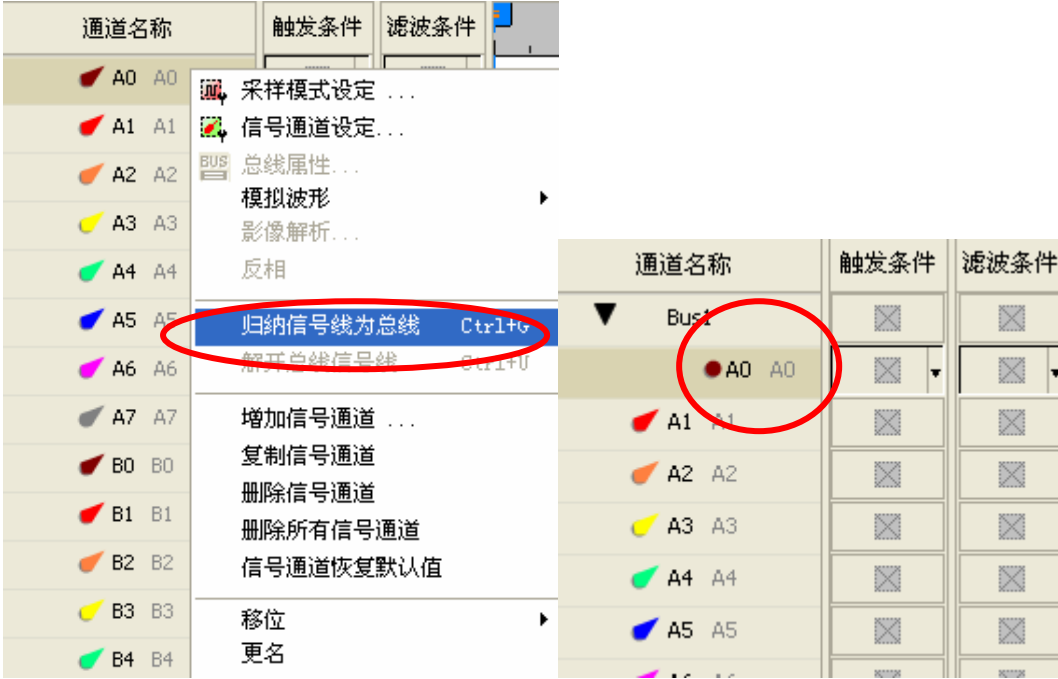 通道名称 触发条件 滤波条件
A0 A0
A1 A1
A2 A2
A3 A3
A4 A4
A5 A5
A6 A6
A7 A7
B0 B0
B1 B1
B2 B2
B3 B3
B4 B4
采样模式设定 ...
信号通道设定...
BUS 总线属性...
模拟波形
影像解析...
反相
归纳信号线为总线 Ctrl+G
解开总线信号线 Ctrl+U
增加信号通道 ...
复制信号通道
删除信号通道
删除所有信号通道
信号通道恢复默认值
移位
更名
通道名称 触发条件 滤波条件
Bus1
A0 A0
A1 A1
A2 A2
A3 A3
A4 A4
A5 A5